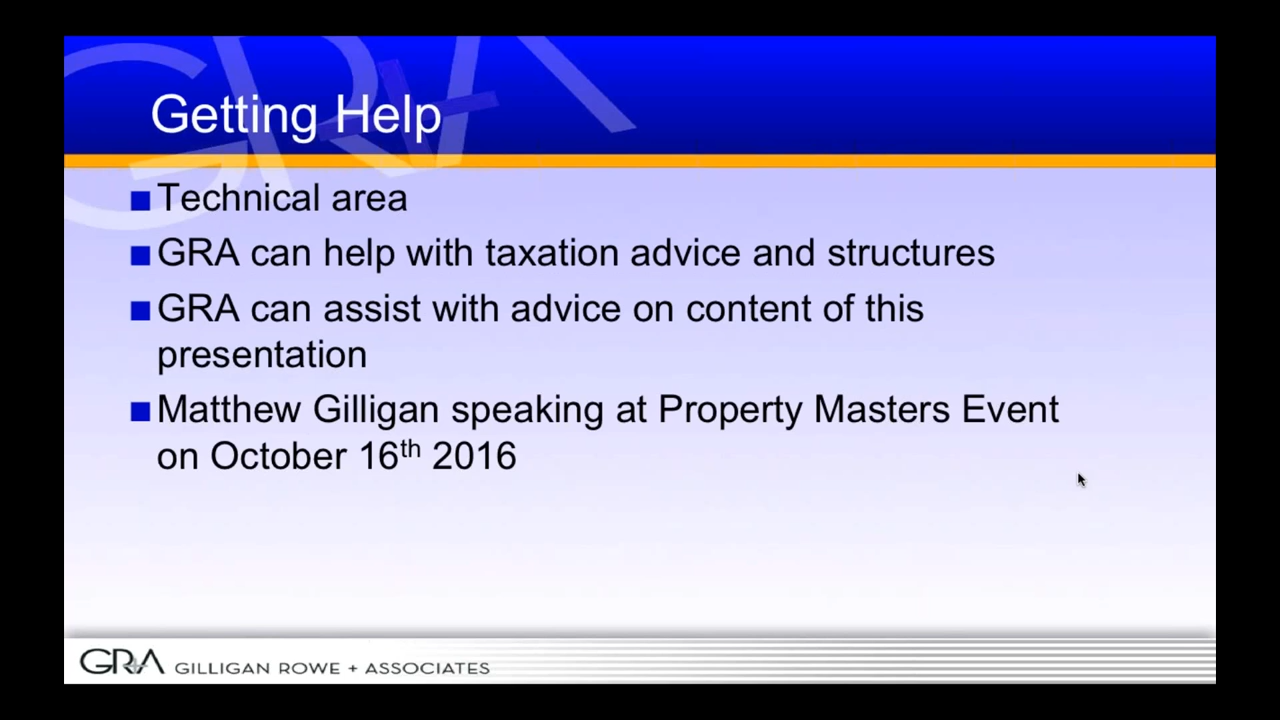 Getting Help
Technical area
GRA can help with taxation advice and structures
GRA can assist with advice on content of this
presentation
Matthew Gilligan speaking at Property Masters Event
on October 16th 2016
GRA GILLIGAN ROWE + ASSOCIATES